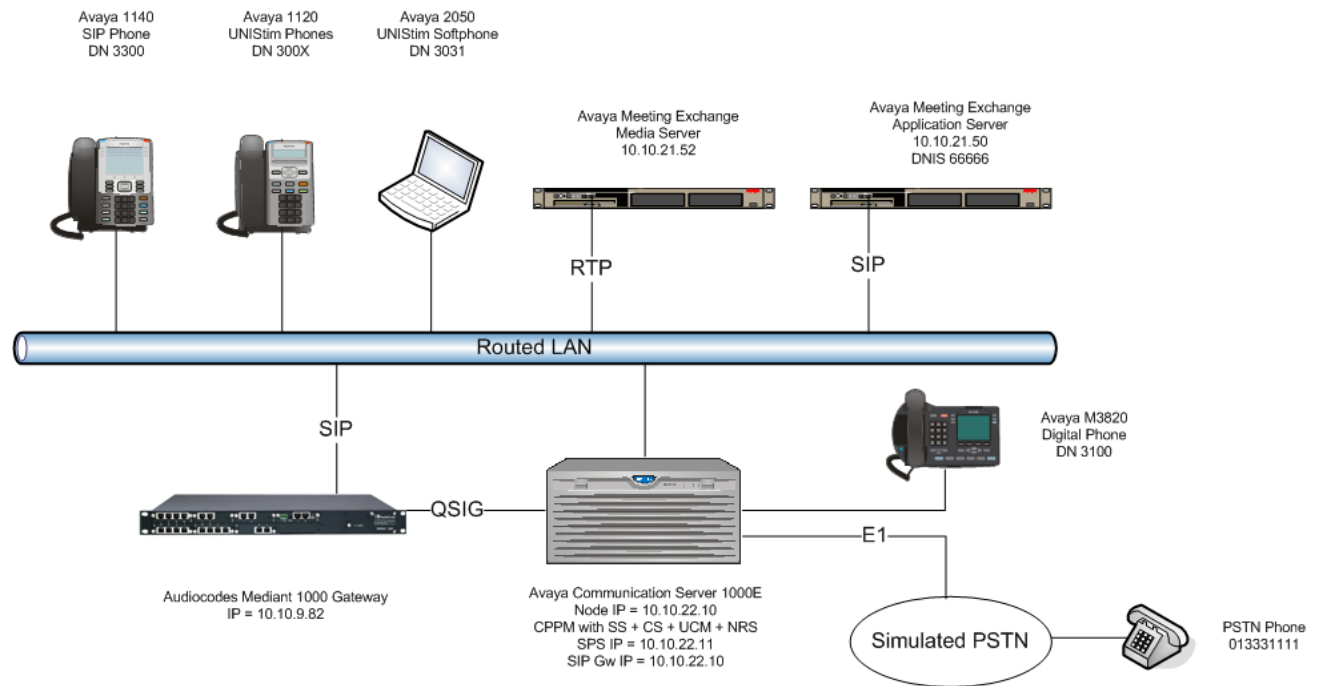 Avaya 1140
SIP Phone
DN 3300
Avaya 1120
UNIStim Phones
DN 300X
Avaya 2050
UNIStim Softphone
DN 3031
Avaya Meeting Exchange
Media Server
10.10.21.52
Avaya Meeting Exchange
Application Server
10.10.21.50
DNIS 66666
RTP
SIP
Routed LAN
SIP
Avaya M3820
Digital Phone
DN 3100
QSIG
E1
Audiocodes Mediant 1000 Gateway
IP = 10.10.9.82
Avaya Communication Server 1000E
Node IP = 10.10.22.10
CPPM with SS + CS + UCM + NRS
SPS IP = 10.10.22.11
SIP Gw IP = 10.10.22.10
Simulated PSTN
PSTN Phone
013331111